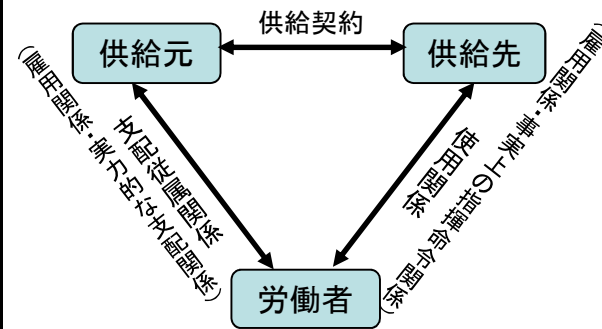 供給契約
供給元
供給先
支配従属関係
(雇用関係・実力的な支配関係)
使用関係
(雇用関係・事実上の指揮命令関係)
労働者